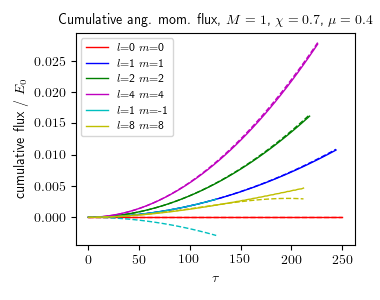 Cumulative ang. mom. flux, M = 1, χ = 0.7, μ = 0.4
l=0 m=0
l=1 m=1
l=2 m=2
l=4 m=4
l=1 m=-1
l=8 m=8
cumulative flux / E₀
0.025
0.020
0.015
0.010
0.005
0.000
0 50 100 150 200 250
τ